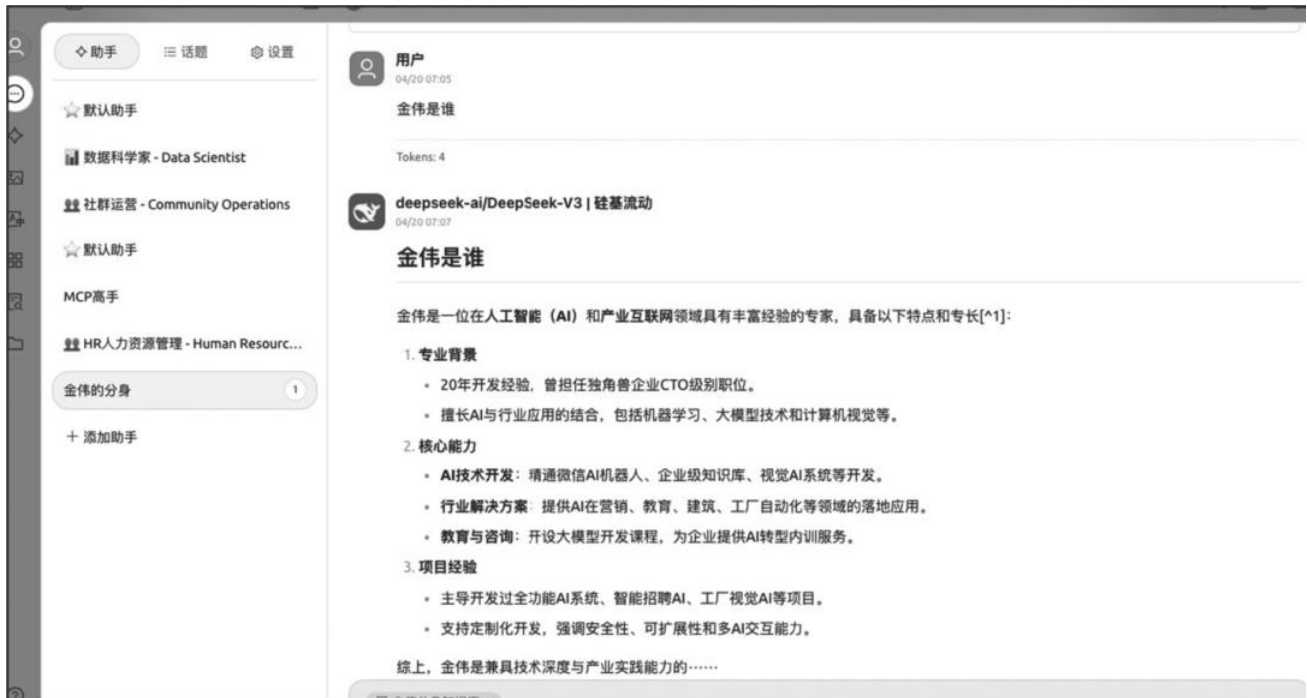 助手
话题
设置
默认助手
数据科学家 - Data Scientist
社群运营 - Community Operations
默认助手
MCP高手
HR人力资源管理 - Human Resourc...
金伟的分身
1
+ 添加助手
用户
04/20 07:05
金伟是谁
Tokens: 4
deepseek-ai/DeepSeek-V3 | 硅基流动
04/20 07:07
金伟是谁
金伟是一位在人工智能（AI）和产业互联网领域具有丰富经验的专家，具备以下特点和专长[^1]：
1. 专业背景
• 20年开发经验，曾担任独角兽企业CTO级别职位。
• 擅长AI与行业应用的结合，包括机器学习、大模型技术和计算机视觉等。
2. 核心能力
• AI技术开发：精通微信AI机器人、企业级知识库、视觉AI系统等开发。
• 行业解决方案：提供AI在营销、教育、建筑、工厂自动化等领域的落地应用。
• 教育与咨询：开设大模型开发课程，为企业提供AI转型内训服务。
3. 项目经验
• 主导开发过全功能AI系统、智能招聘AI、工厂视觉AI等项目。
• 支持定制化开发，强调安全性、可扩展性和多AI交互能力。
综上，金伟是兼具技术深度与产业实践能力的……